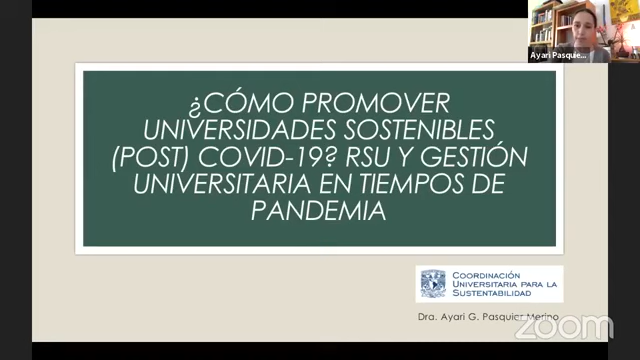 Ayari Pasquie...
¿CÓMO PROMOVER
UNIVERSIDADES SOSTENIBLES
(POST) COVID-19? RSU Y GESTIÓN
UNIVERSITARIA EN TIEMPOS DE
PANDEMIA
COORDINACIÓN
UNIVERSITARIA PARA LA
SUSTENTABILIDAD
Dra. Ayari G. Pasquier Merino
zoom